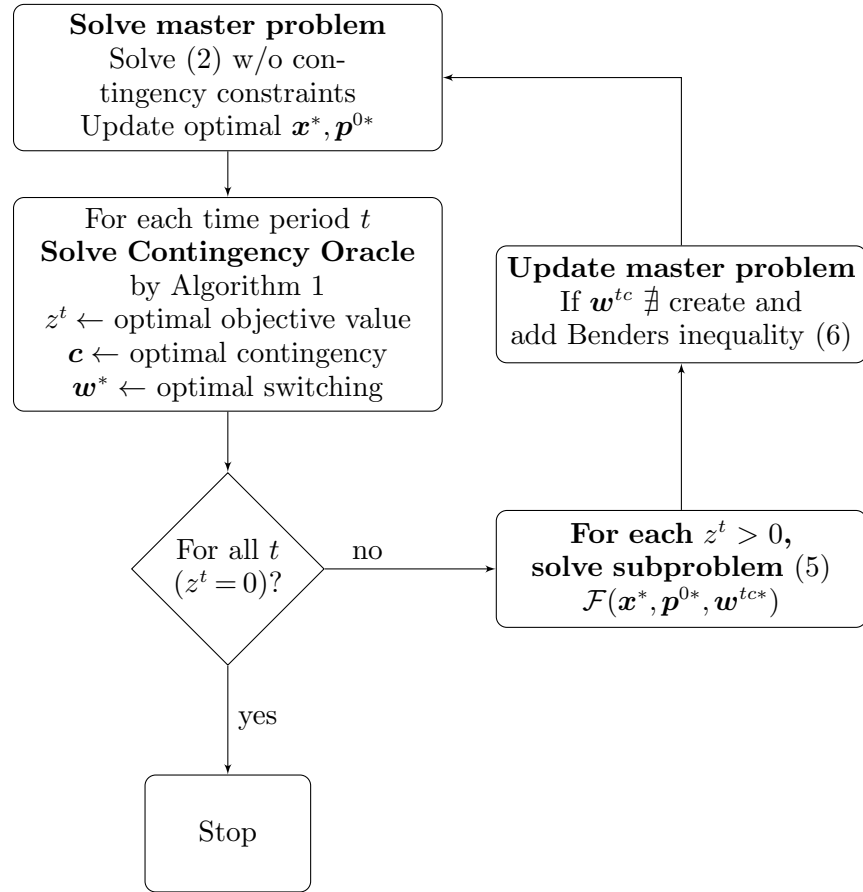 Solve master problem
Solve (2) w/o con-
tingency constraints
Update optimal x*, p⁰*
For each time period t
Solve Contingency Oracle
by Algorithm 1
zᵗ ← optimal objective value
c ← optimal contingency
w* ← optimal switching
For all t
(zᵗ = 0)?
no
yes
Stop
For each zᵗ > 0,
solve subproblem (5)
ℱ(x*, p⁰*, wᵗᶜ*)
Update master problem
If wᵗᶜ ∄ create and
add Benders inequality (6)